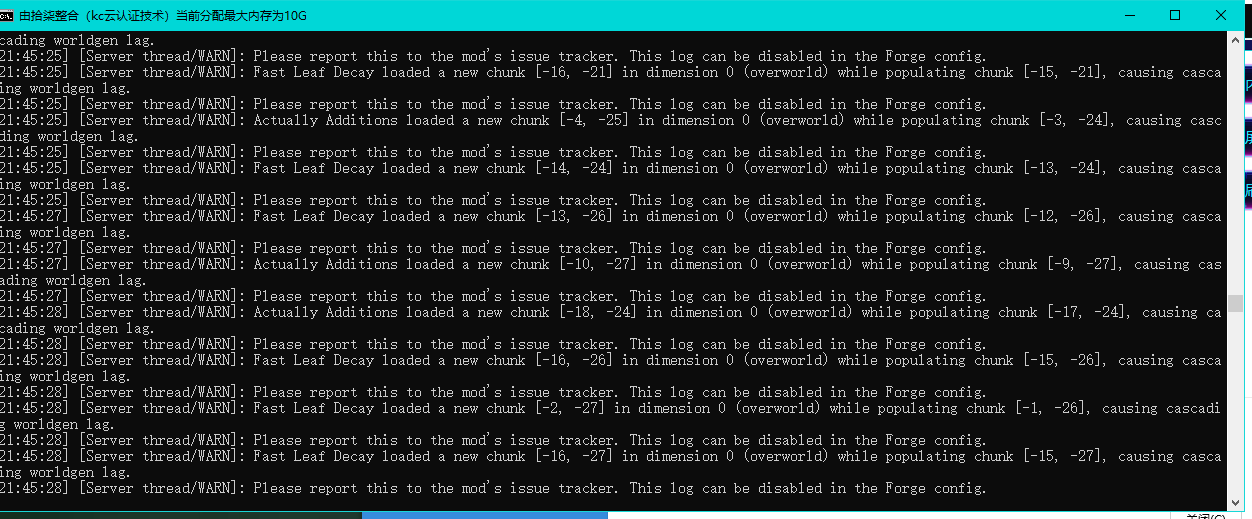 由拾柒整合（kc云认证技术）当前分配最大内存为10G
cading worldgen lag.
21:45:25] [Server thread/WARN]: Please report this to the mod's issue tracker. This log can be disabled in the Forge config.
21:45:25] [Server thread/WARN]: Fast Leaf Decay loaded a new chunk [-16, -21] in dimension 0 (overworld) while populating chunk [-15, -21], causing casca
ing worldgen lag.
21:45:25] [Server thread/WARN]: Please report this to the mod's issue tracker. This log can be disabled in the Forge config.
21:45:25] [Server thread/WARN]: Actually Additions loaded a new chunk [-4, -25] in dimension 0 (overworld) while populating chunk [-3, -24], causing casc
ding worldgen lag.
21:45:25] [Server thread/WARN]: Please report this to the mod's issue tracker. This log can be disabled in the Forge config.
21:45:25] [Server thread/WARN]: Fast Leaf Decay loaded a new chunk [-14, -24] in dimension 0 (overworld) while populating chunk [-13, -24], causing casca
ing worldgen lag.
21:45:25] [Server thread/WARN]: Please report this to the mod's issue tracker. This log can be disabled in the Forge config.
21:45:27] [Server thread/WARN]: Fast Leaf Decay loaded a new chunk [-13, -26] in dimension 0 (overworld) while populating chunk [-12, -26], causing casca
ing worldgen lag.
21:45:27] [Server thread/WARN]: Please report this to the mod's issue tracker. This log can be disabled in the Forge config.
21:45:27] [Server thread/WARN]: Actually Additions loaded a new chunk [-10, -27] in dimension 0 (overworld) while populating chunk [-9, -27], causing cas
ading worldgen lag.
21:45:27] [Server thread/WARN]: Please report this to the mod's issue tracker. This log can be disabled in the Forge config.
21:45:28] [Server thread/WARN]: Actually Additions loaded a new chunk [-18, -24] in dimension 0 (overworld) while populating chunk [-17, -24], causing ca
cading worldgen lag.
21:45:28] [Server thread/WARN]: Please report this to the mod's issue tracker. This log can be disabled in the Forge config.
21:45:28] [Server thread/WARN]: Fast Leaf Decay loaded a new chunk [-16, -26] in dimension 0 (overworld) while populating chunk [-15, -26], causing casca
ing worldgen lag.
21:45:28] [Server thread/WARN]: Please report this to the mod's issue tracker. This log can be disabled in the Forge config.
21:45:28] [Server thread/WARN]: Fast Leaf Decay loaded a new chunk [-2, -27] in dimension 0 (overworld) while populating chunk [-1, -26], causing cascadi
g worldgen lag.
21:45:28] [Server thread/WARN]: Please report this to the mod's issue tracker. This log can be disabled in the Forge config.
21:45:28] [Server thread/WARN]: Fast Leaf Decay loaded a new chunk [-16, -27] in dimension 0 (overworld) while populating chunk [-15, -27], causing casca
ing worldgen lag.
21:45:28] [Server thread/WARN]: Please report this to the mod's issue tracker. This log can be disabled in the Forge config.